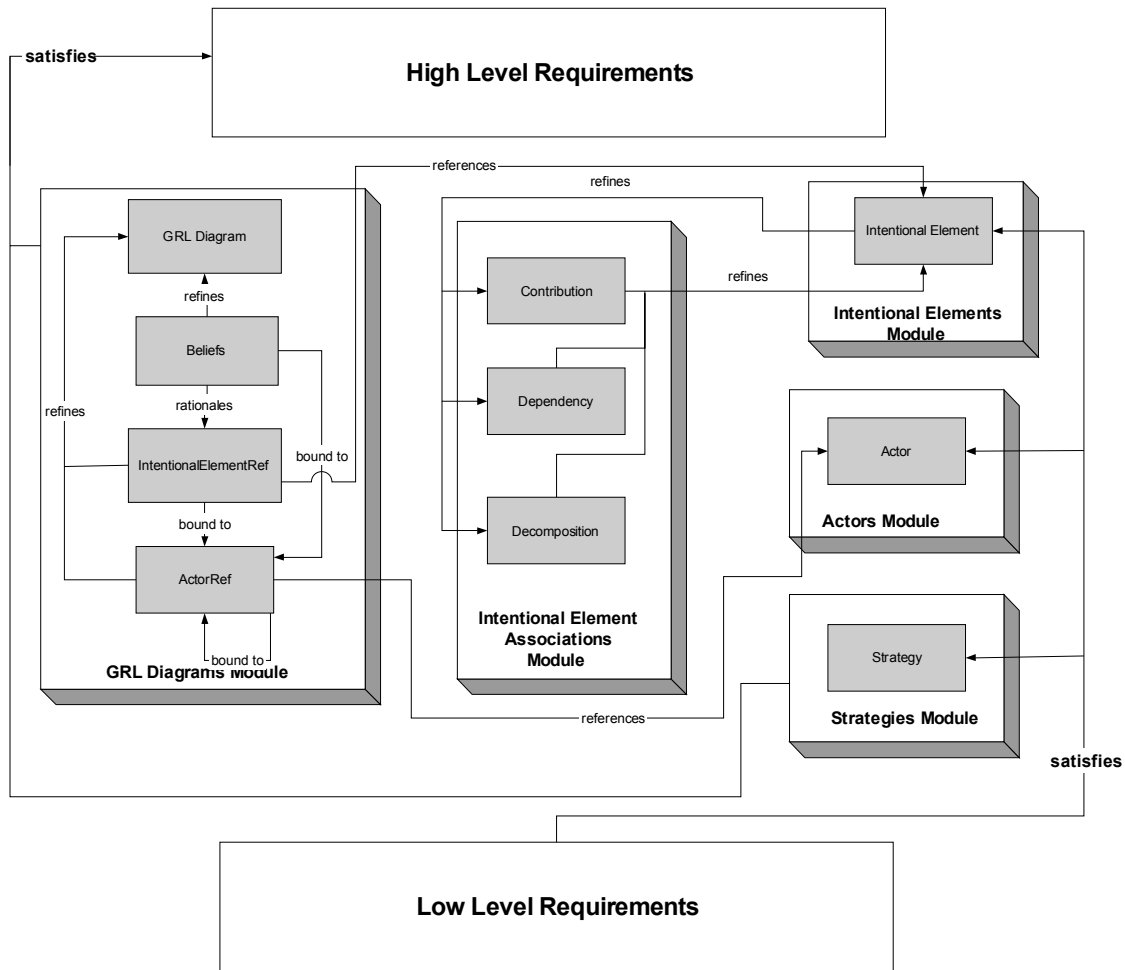 satisfies
High Level Requirements
references
refines
GRL Diagram
Intentional Element
refines
Contribution
refines
Intentional Elements
Module
Beliefs
rationales
refines
Dependency
IntentionalElementRef
bound to
Actor
bound to
Decomposition
Actors Module
ActorRef
Intentional Element
Associations
Module
bound to
GRL Diagrams Module
Strategy
references
Strategies Module
satisfies
Low Level Requirements